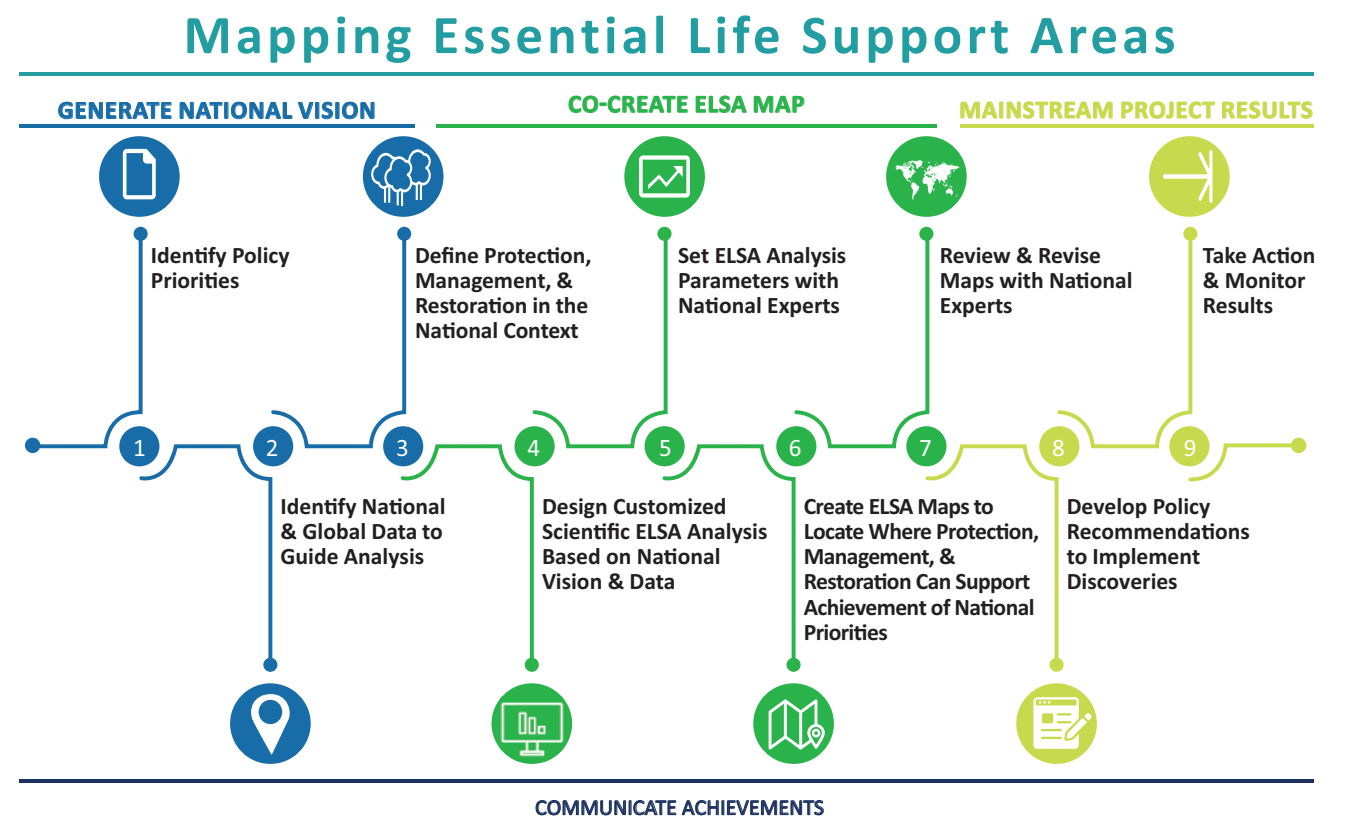 Mapping Essential Life Support Areas
GENERATE NATIONAL VISION
CO-CREATE ELSA MAP
MAINSTREAM PROJECT RESULTS
Identify Policy
Priorities
Define Protection,
Management, &
Restoration in the
National Context
Set ELSA Analysis
Parameters with
National Experts
Review & Revise
Maps with National
Experts
Take Action
& Monitor
Results
1
2
3
4
5
6
7
8
9
Identify National
& Global Data to
Guide Analysis
Design Customized
Scientific ELSA Analysis
Based on National
Vision & Data
Create ELSA Maps to
Locate Where Protection,
Management, &
Restoration Can Support
Achievement of National
Priorities
Develop Policy
Recommendations
to Implement
Discoveries
COMMUNICATE ACHIEVEMENTS